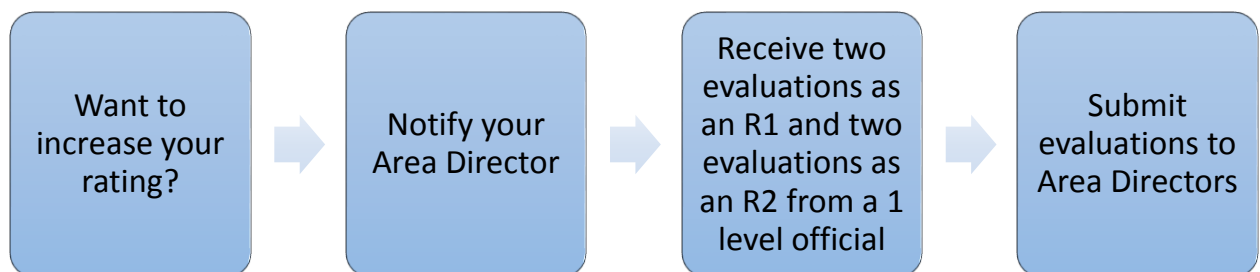 Want to
increase your
rating?
Notify your
Area Director
Receive two
evaluations as
an R1 and two
evaluations as
an R2 from a 1
level official
Submit
evaluations to
Area Directors